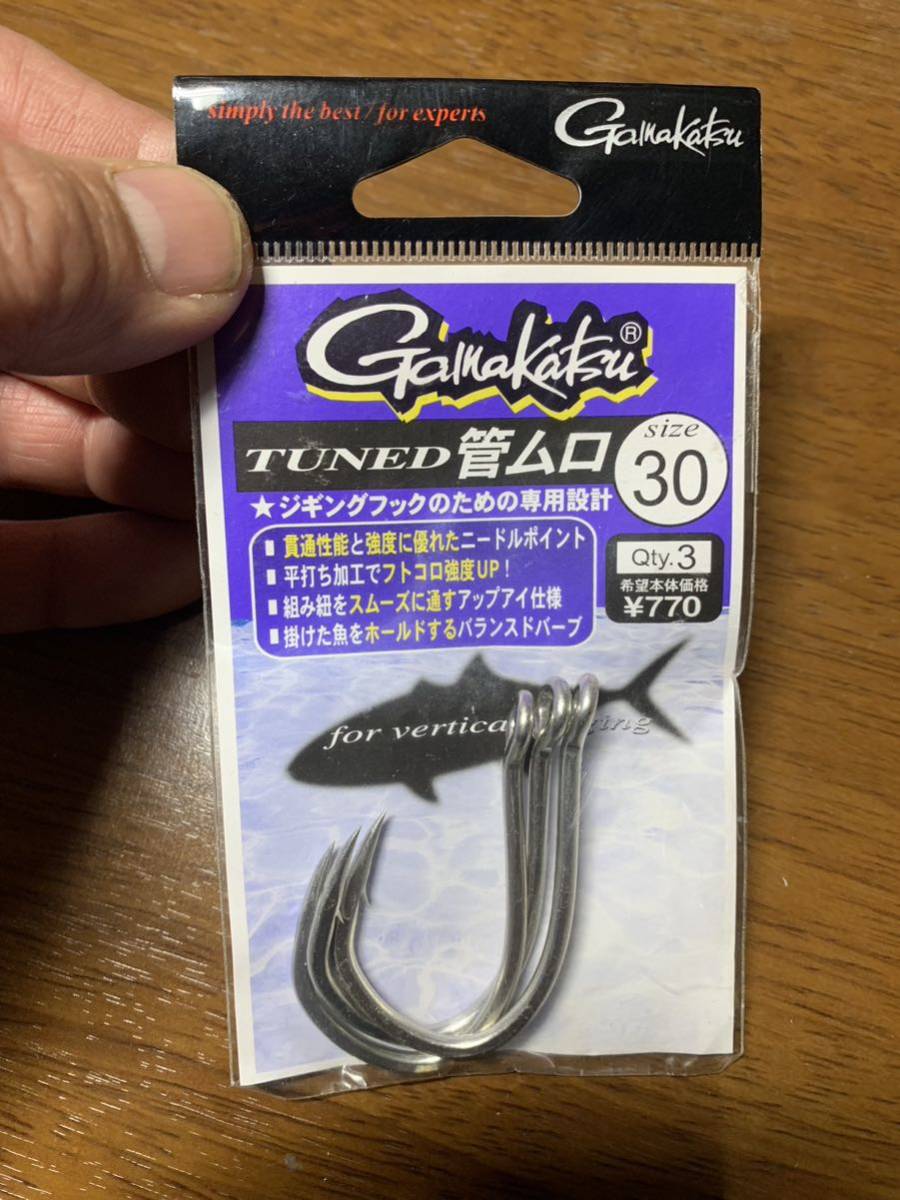 simply the best / for experts
Gamakatsu
Gamakatsu®
TUNED 管ムロ
size
30
★ジギングフックのための専用設計
■ 貫通性能と強度に優れたニードルポイント
■ 平打ち加工でフトコロ強度UP！
■ 組み紐をスムーズに通すアップアイ仕様
■ 掛けた魚をホールドするバランスドバーブ
Qty.3
希望本体価格
¥770
for vertical